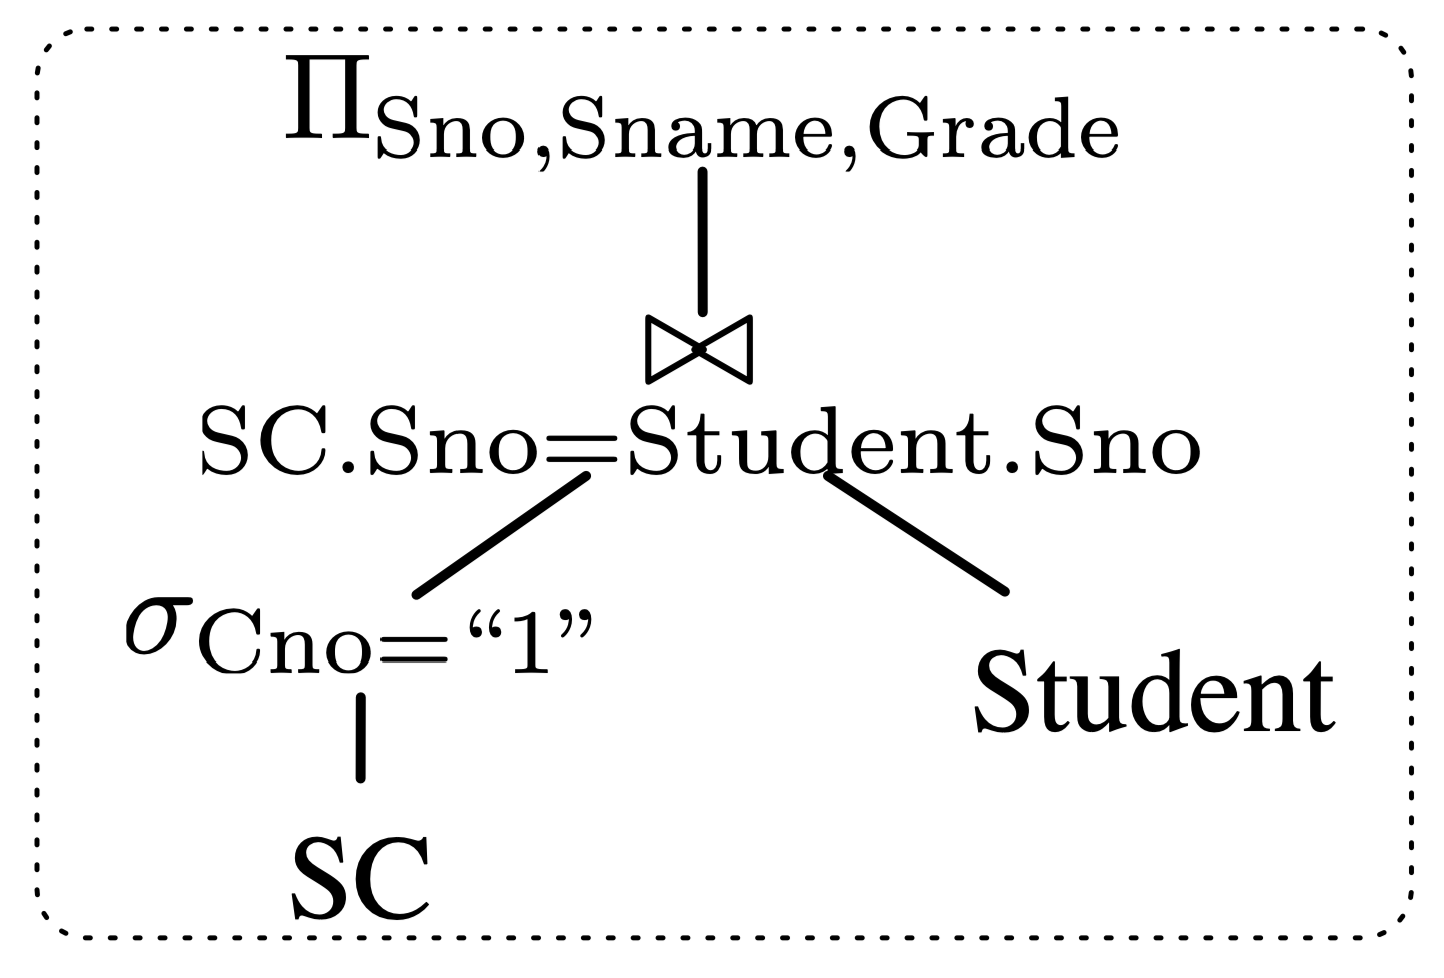 ΠSno,Sname,Grade
⋈
SC.Sno=Student.Sno
σCno=“1”
Student
SC